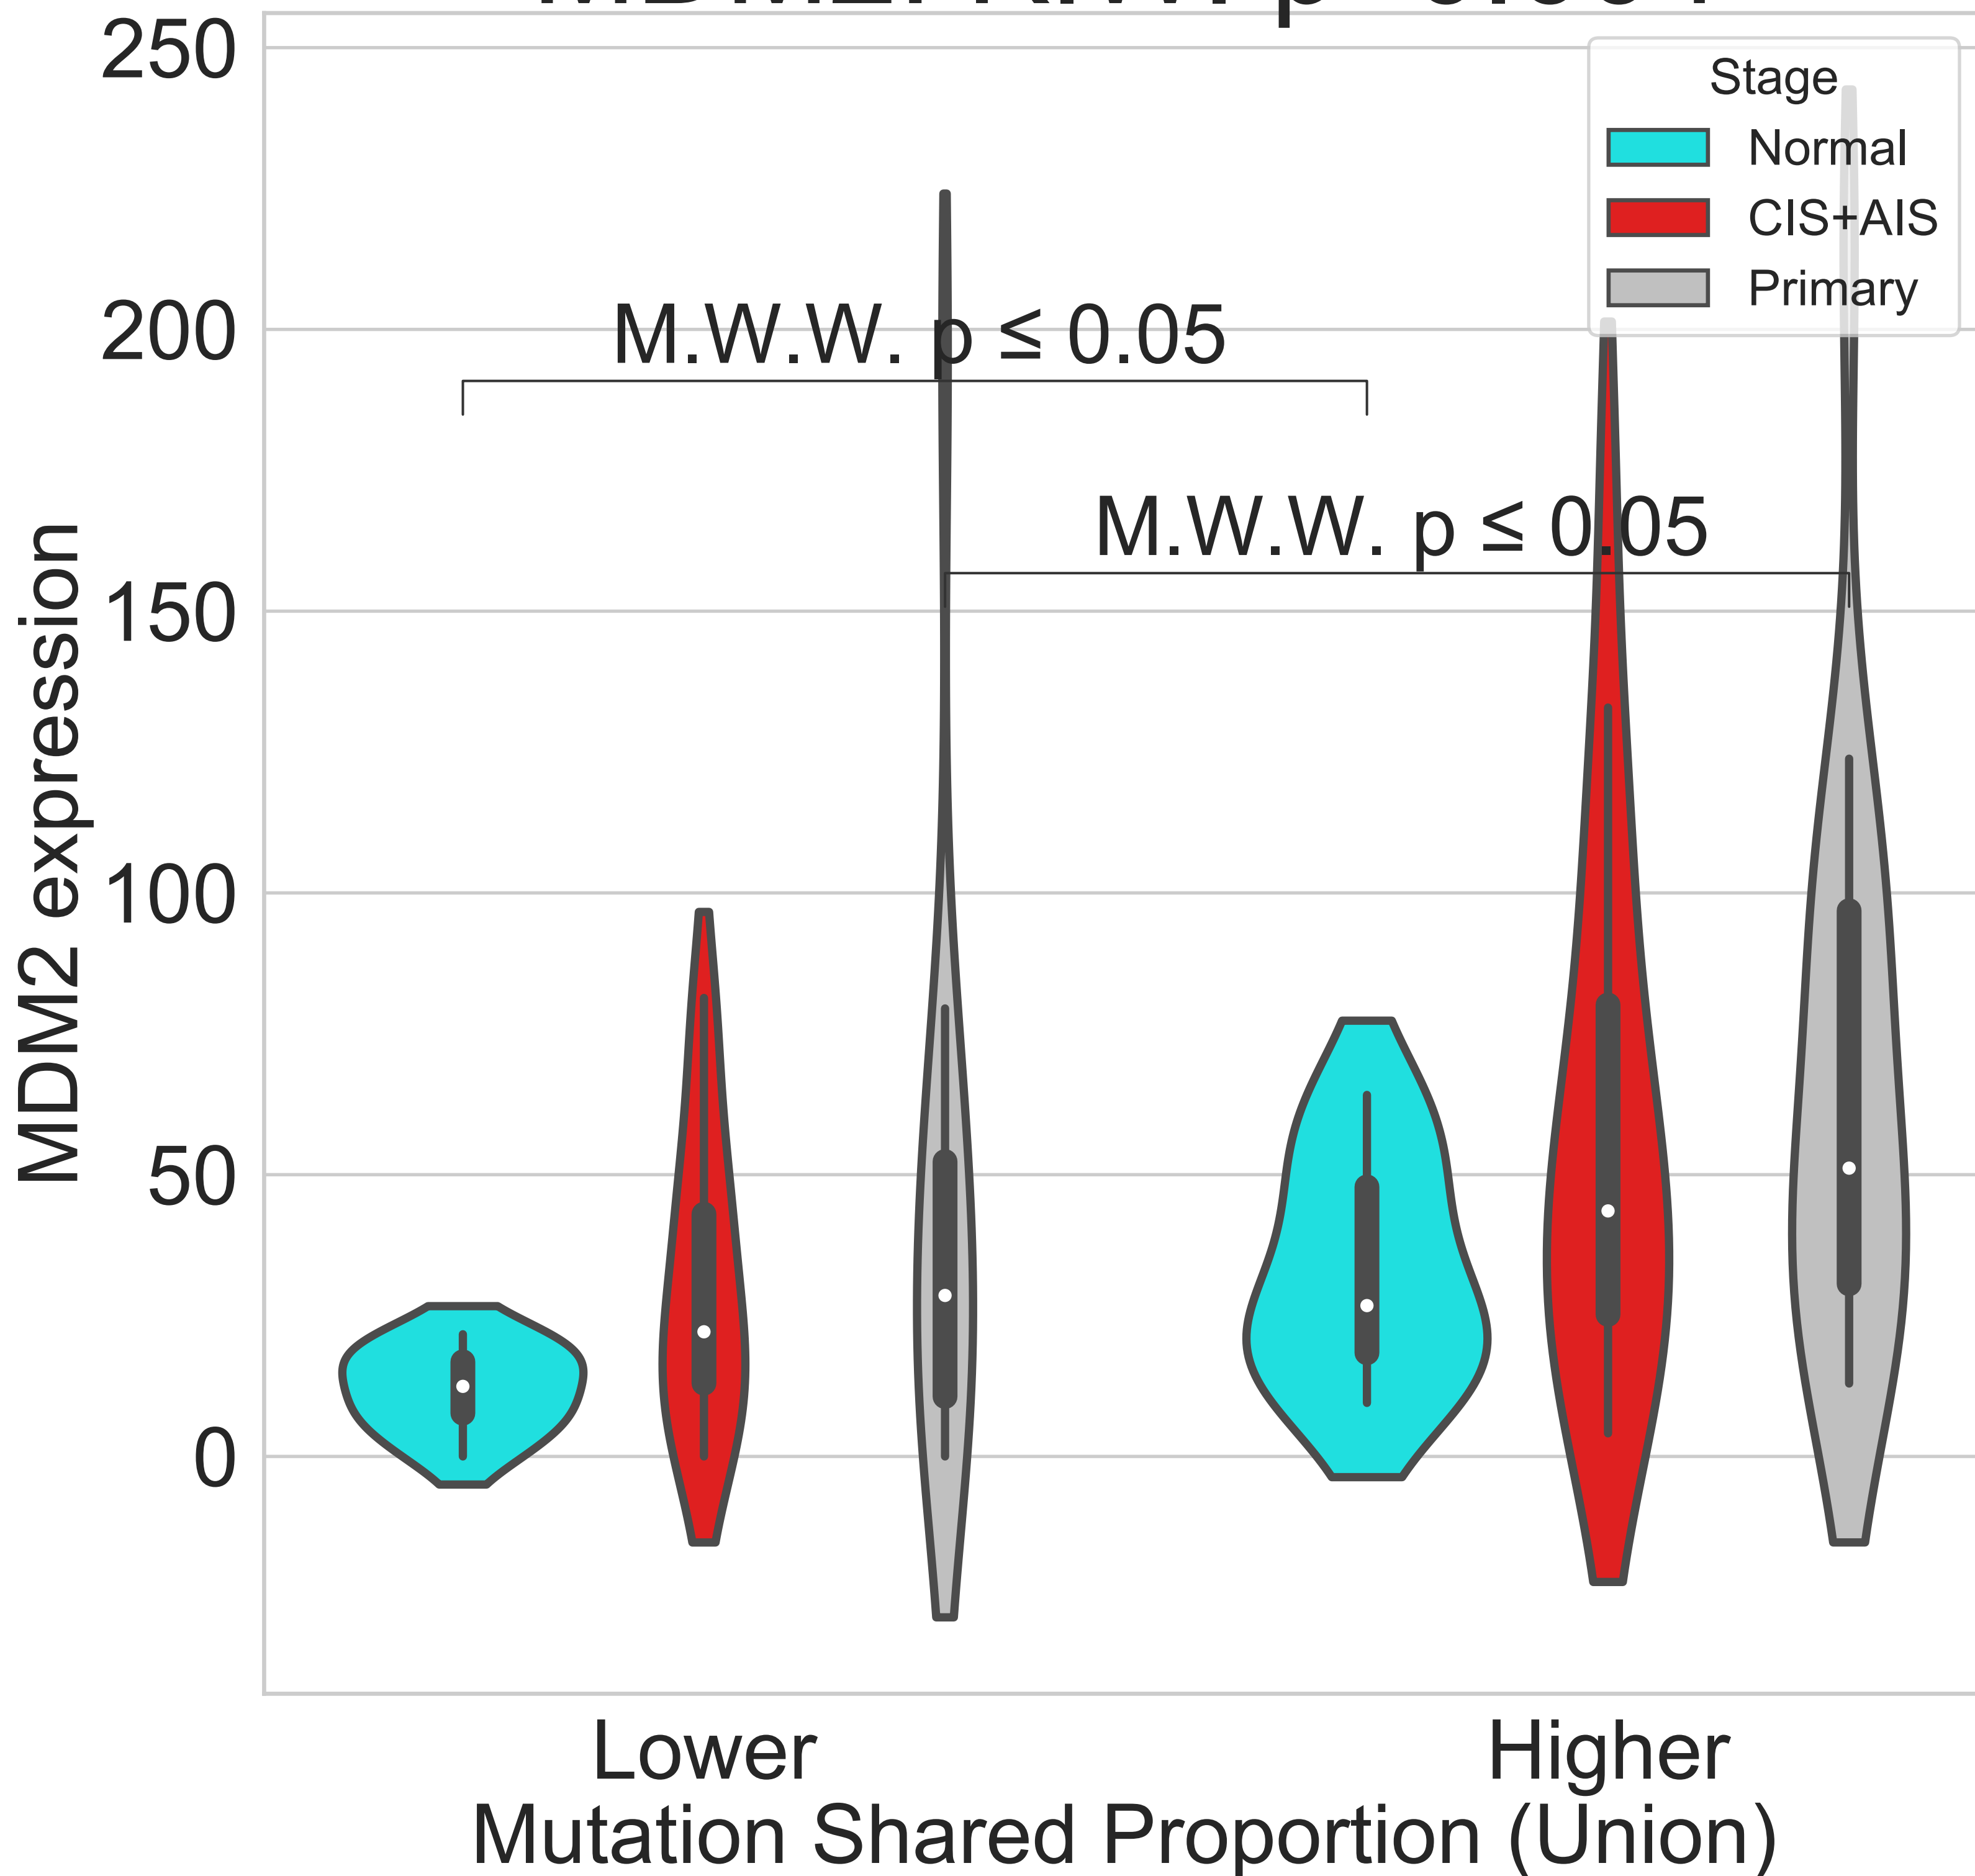 250
200
150
100
50
0
MDM2 expression
Stage
Normal
CIS+AIS
Primary
M.W.W. p ≤ 0.05
M.W.W. p ≤ 0.05
Lower
Higher
Mutation Shared Proportion (Union)